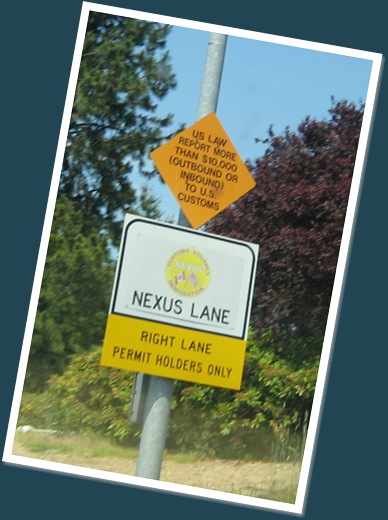 US LAW
REPORT MORE
THAN $10,000
(OUTBOUND OR
INBOUND)
TO U.S.
CUSTOMS
NEXUS
NEXUS LANE
RIGHT LANE
PERMIT HOLDERS ONLY